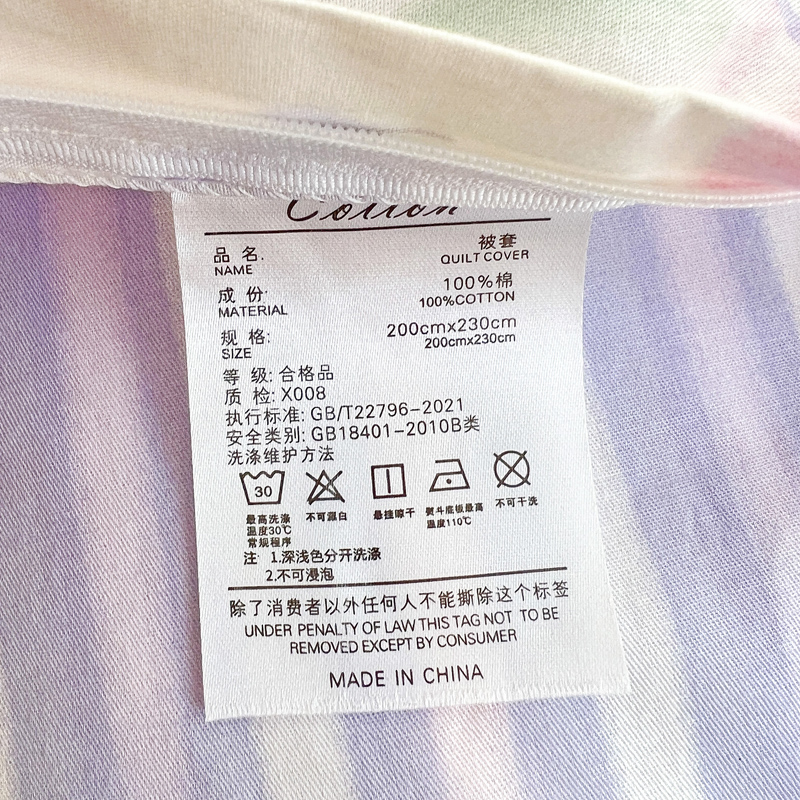 Cotton
品 名. 被套
NAME QUILT COVER
成 份: 100%棉
MATERIAL 100%COTTON
规 格: 200cmx230cm
SIZE 200cmx230cm
等 级: 合格品
质 检: X008
执行标准: GB/T22796-2021
安全类别: GB18401-2010B类
洗涤维护方法
30
最高洗涤 不可漂白 悬挂晾干 熨斗底板最高 不可干洗
温度30℃ 温度110℃
常规程序
注: 1.深浅色分开洗涤
2.不可浸泡
除了消费者以外任何人不能撕除这个标签
UNDER PENALTY OF LAW THIS TAG NOT TO BE
REMOVED EXCEPT BY CONSUMER
MADE IN CHINA